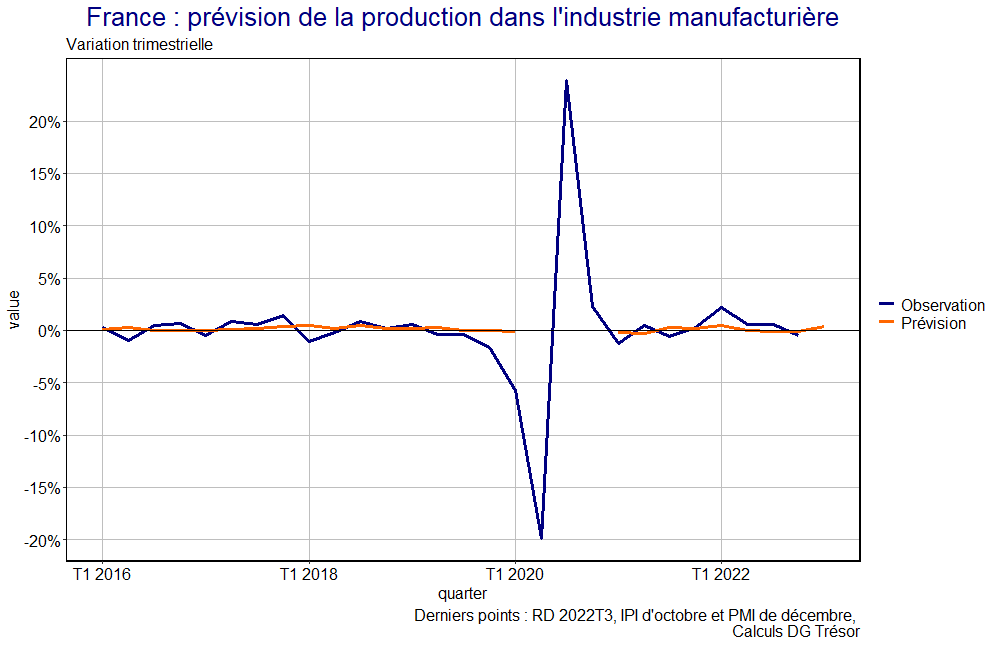 France : prévision de la production dans l'industrie manufacturière
Variation trimestrielle
20%
15%
10%
5%
0%
-5%
-10%
-15%
-20%
value
T1 2016
T1 2018
T1 2020
T1 2022
quarter
Observation
Prévision
Derniers points : RD 2022T3, IPI d'octobre et PMI de décembre,
Calculs DG Trésor